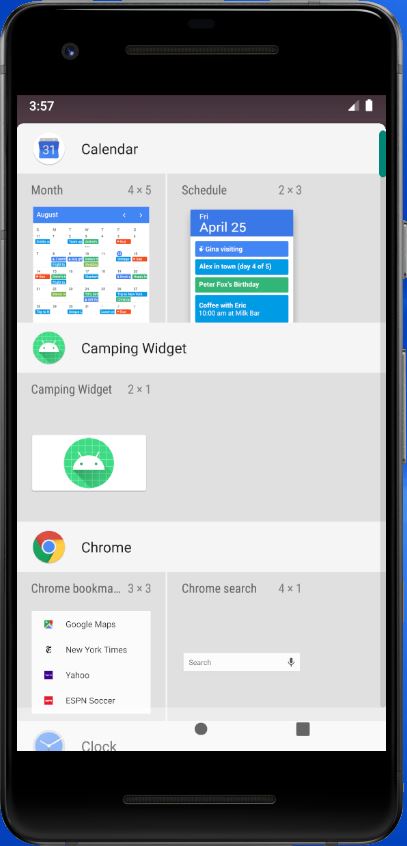 3:57
31
Calendar
Month 4 × 5
Schedule 2 × 3
August
Fri
April 25
Gina visiting
Alex in town (day 4 of 5)
Peter Fox's Birthday
Coffee with Eric
10:00 am at Milk Bar
Camping Widget
Camping Widget 2 × 1
Chrome
Chrome bookma... 3 × 3
Chrome search 4 × 1
Google Maps
New York Times
Yahoo
ESPN Soccer
Search
Clock